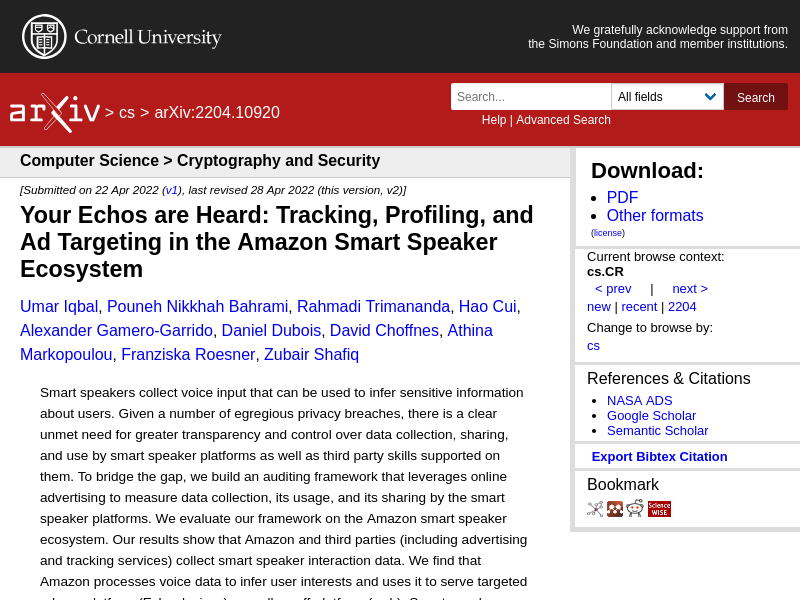 Cornell University
We gratefully acknowledge support from
the Simons Foundation and member institutions.
arXiv > cs > arXiv:2204.10920
Search...
All fields
Search
Help | Advanced Search
Computer Science > Cryptography and Security
[Submitted on 22 Apr 2022 (v1), last revised 28 Apr 2022 (this version, v2)]
Your Echos are Heard: Tracking, Profiling, and
Ad Targeting in the Amazon Smart Speaker
Ecosystem
Umar Iqbal, Pouneh Nikkhah Bahrami, Rahmadi Trimananda, Hao Cui,
Alexander Gamero-Garrido, Daniel Dubois, David Choffnes, Athina
Markopoulou, Franziska Roesner, Zubair Shafiq
Smart speakers collect voice input that can be used to infer sensitive information
about users. Given a number of egregious privacy breaches, there is a clear
unmet need for greater transparency and control over data collection, sharing,
and use by smart speaker platforms as well as third party skills supported on
them. To bridge the gap, we build an auditing framework that leverages online
advertising to measure data collection, its usage, and its sharing by the smart
speaker platforms. We evaluate our framework on the Amazon smart speaker
ecosystem. Our results show that Amazon and third parties (including advertising
and tracking services) collect smart speaker interaction data. We find that
Amazon processes voice data to infer user interests and uses it to serve targeted
Download:
PDF
Other formats
(license)
Current browse context:
cs.CR
< prev | next >
new | recent | 2204
Change to browse by:
cs
References & Citations
NASA ADS
Google Scholar
Semantic Scholar
Export Bibtex Citation
Bookmark
Science
WISE